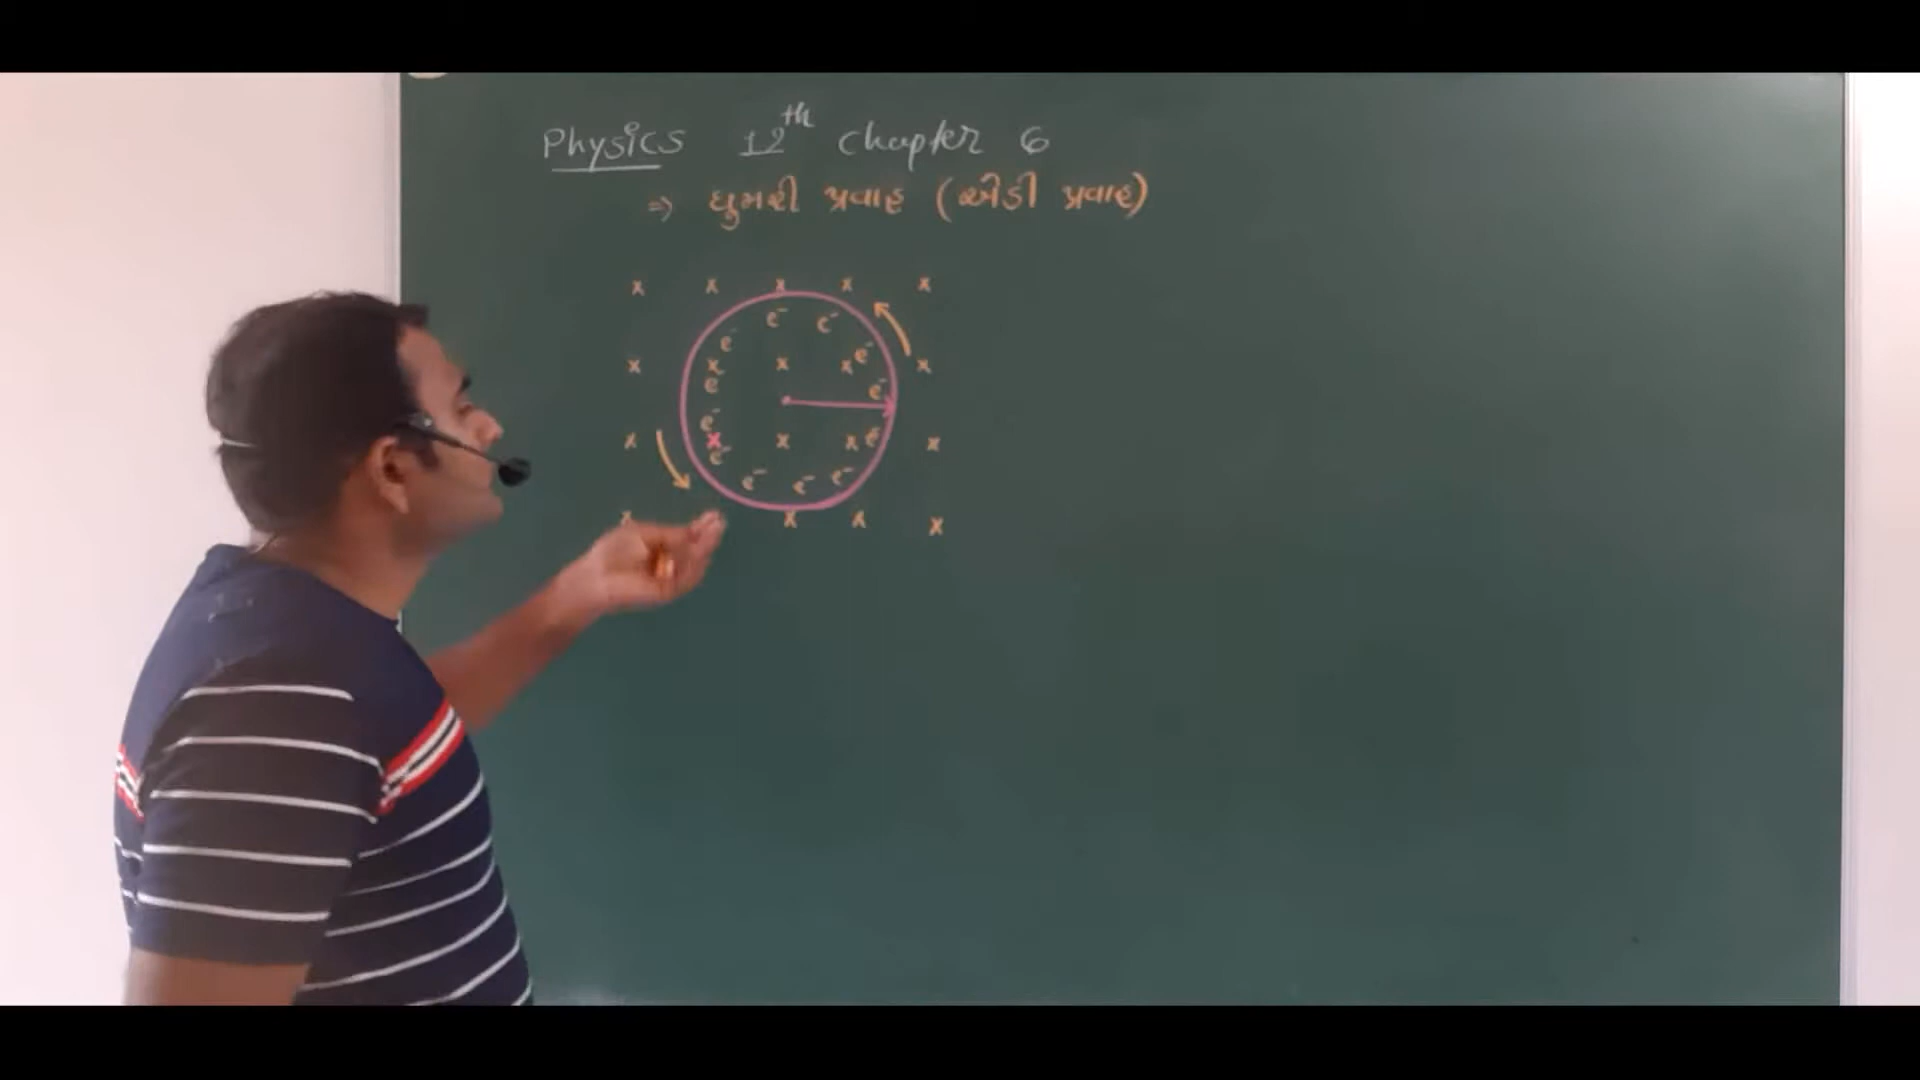 Physics 12th chapter 6
⇒ ઘુમરી પ્રવાહ (એડી પ્રવાહ)
x x x x x
e⁻ e⁻
e⁻ e⁻
x x x x x
e e⁻
e⁻
x x x x e⁻ x
e⁻
e⁻ e⁻ e⁻
x x x x